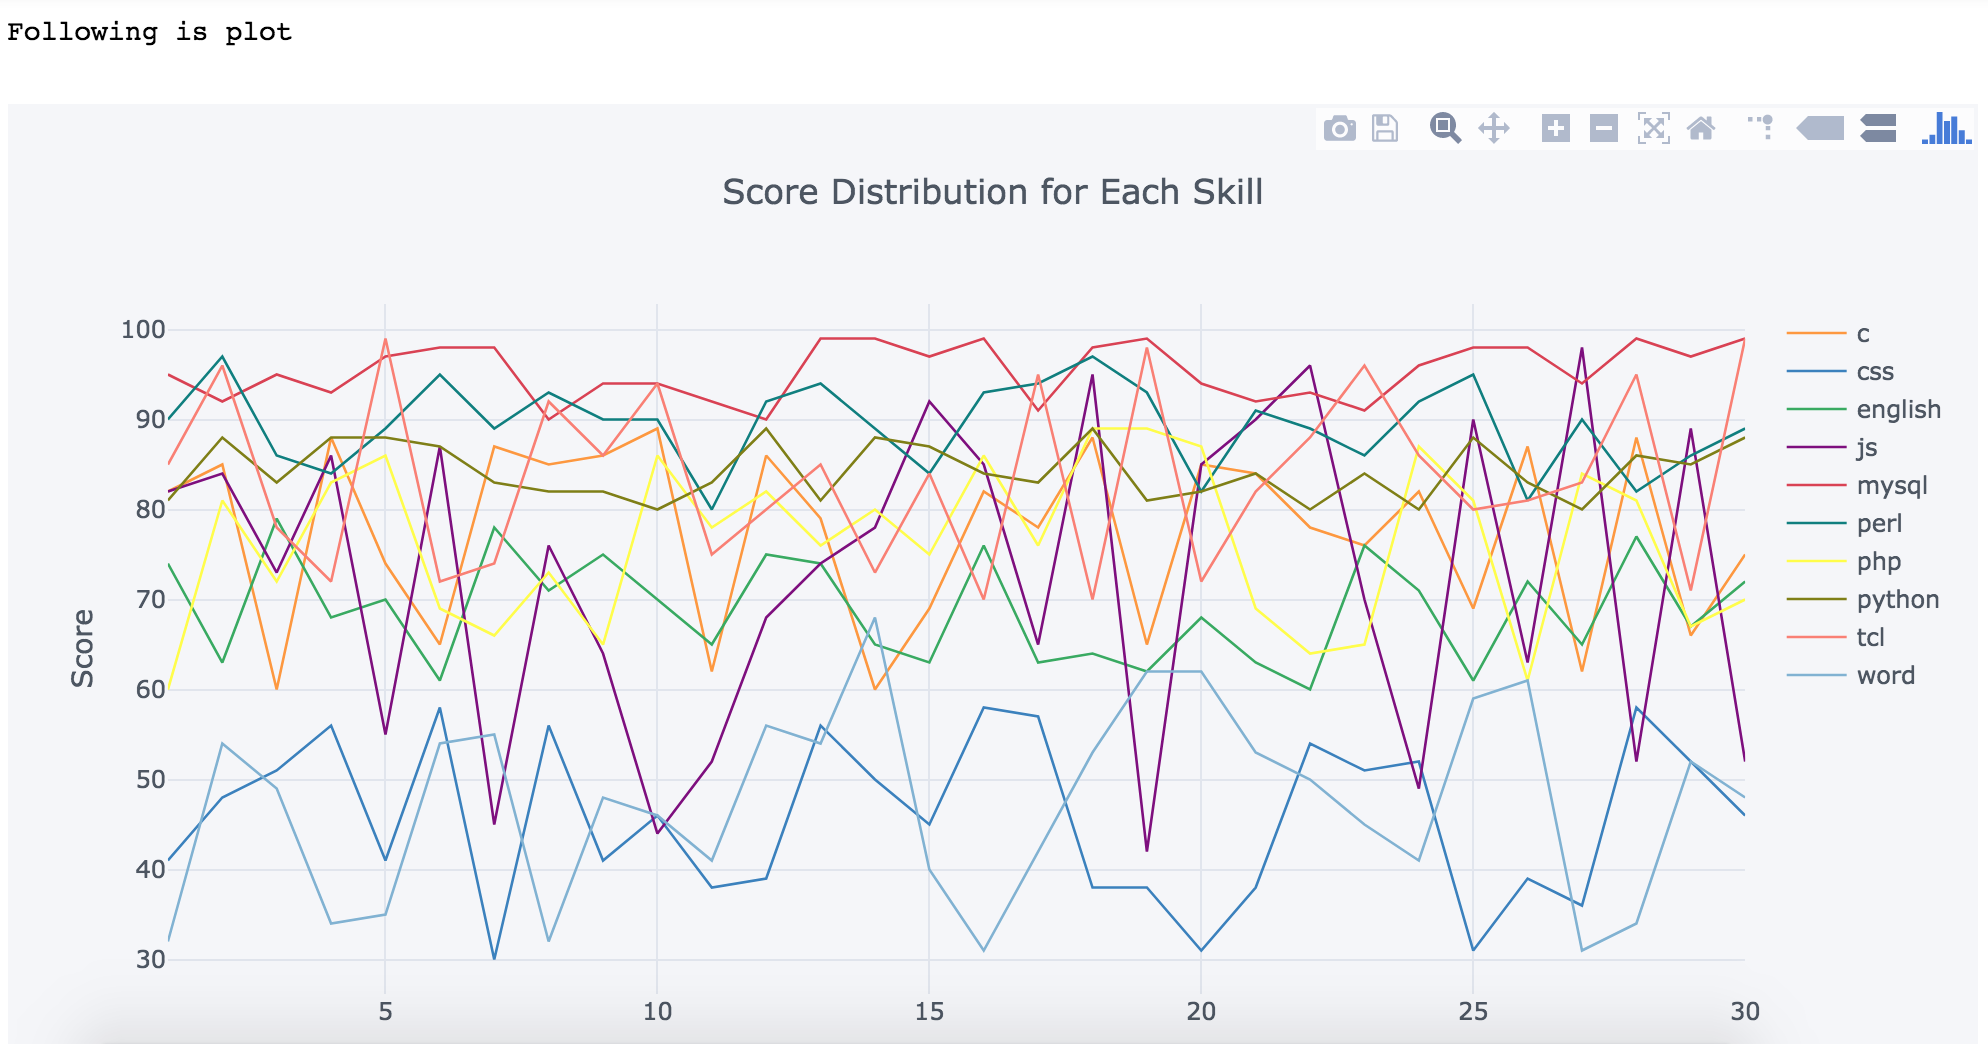 Following is plot
Score Distribution for Each Skill
100
90
80
70
60
50
40
30
Score
5 10 15 20 25 30
c
css
english
js
mysql
perl
php
python
tcl
word